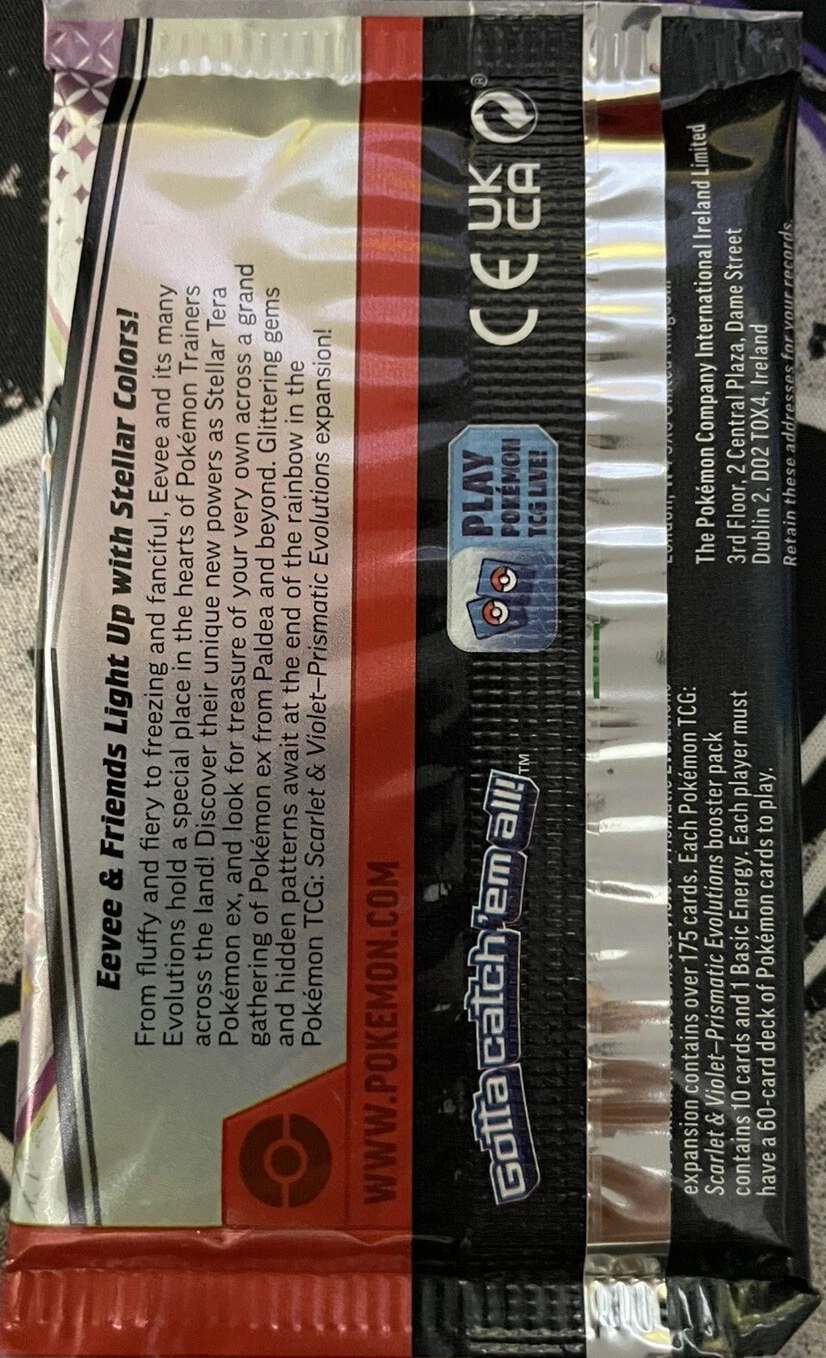 Eevee & Friends Light Up with Stellar Colors!
From fluffy and fiery to freezing and fanciful, Eevee and its many
Evolutions hold a special place in the hearts of Pokémon Trainers
across the land! Discover their unique new powers as Stellar Tera
Pokémon ex, and look for treasure of your very own across a grand
gathering of Pokémon ex from Paldea and beyond. Glittering gems
and hidden patterns await at the end of the rainbow in the
Pokémon TCG: Scarlet & Violet—Prismatic Evolutions expansion!
WWW.POKEMON.COM
Gotta catch 'em all!™
PLAY
POKÉMON
TCG LIVE!
CE UK
CA ®
expansion contains over 175 cards. Each Pokémon TCG:
Scarlet & Violet—Prismatic Evolutions booster pack
contains 10 cards and 1 Basic Energy. Each player must
have a 60-card deck of Pokémon cards to play.
The Pokémon Company International Ireland Limited
3rd Floor, 2 Central Plaza, Dame Street
Dublin 2, D02 T0X4, Ireland
Retain these addresses for your records.